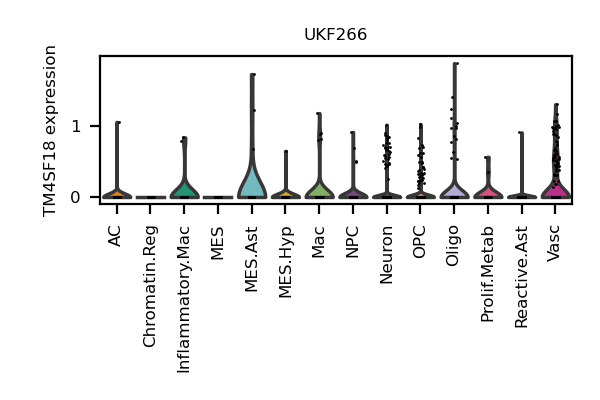 UKF266
TM4SF18 expression
1
0
AC
Chromatin.Reg
Inflammatory.Mac
MES
MES.Ast
MES.Hyp
Mac
NPC
Neuron
OPC
Oligo
Prolif.Metab
Reactive.Ast
Vasc